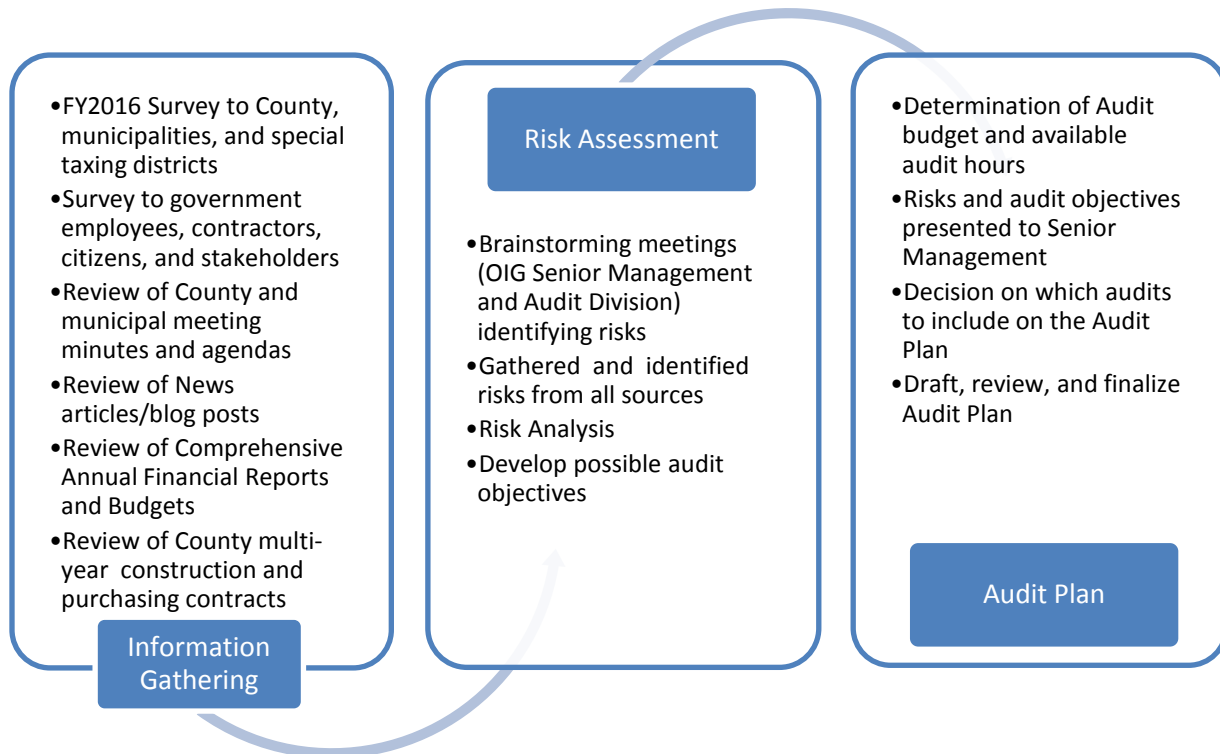 •FY2016 Survey to County,
municipalities, and special
taxing districts
•Survey to government
employees, contractors,
citizens, and stakeholders
•Review of County and
municipal meeting
minutes and agendas
•Review of News
articles/blog posts
•Review of Comprehensive
Annual Financial Reports
and Budgets
•Review of County multi-
year construction and
purchasing contracts
Information
Gathering
Risk Assessment
•Brainstorming meetings
(OIG Senior Management
and Audit Division)
identifying risks
•Gathered and identified
risks from all sources
•Risk Analysis
•Develop possible audit
objectives
•Determination of Audit
budget and available
audit hours
•Risks and audit objectives
presented to Senior
Management
•Decision on which audits
to include on the Audit
Plan
•Draft, review, and finalize
Audit Plan
Audit Plan